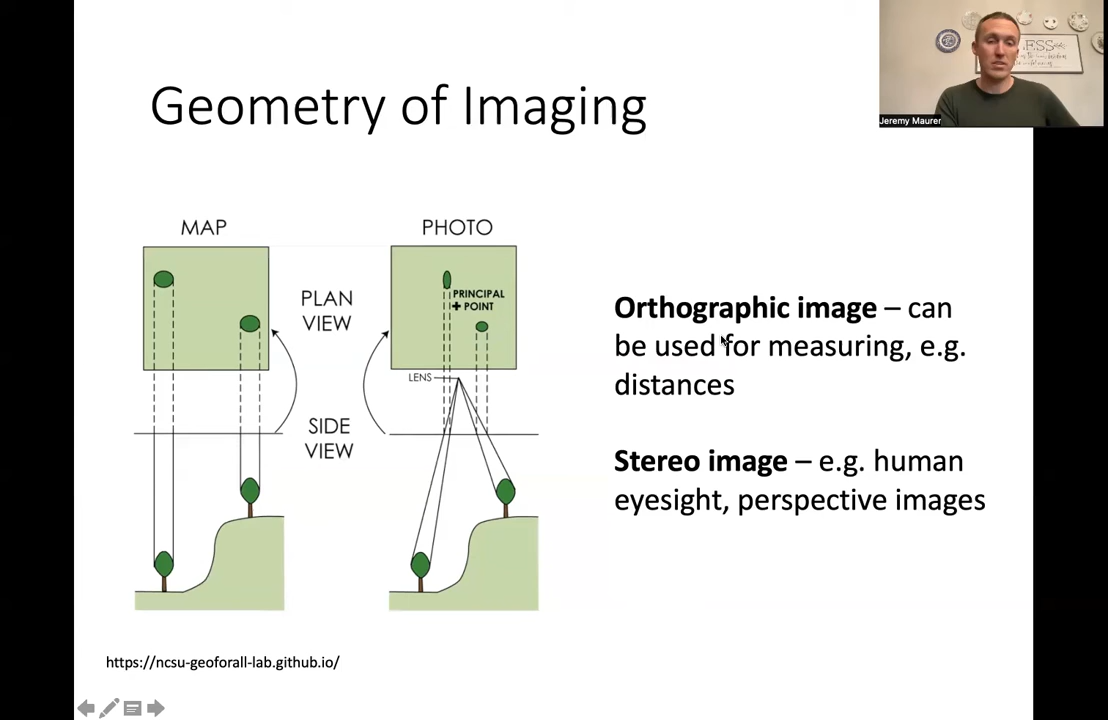 Geometry of Imaging
Jeremy Maurer
MAP
PHOTO
PLAN
VIEW
PRINCIPAL
POINT
LENS
SIDE
VIEW
Orthographic image – can
be used for measuring, e.g.
distances
Stereo image – e.g. human
eyesight, perspective images
https://ncsu-geoforall-lab.github.io/